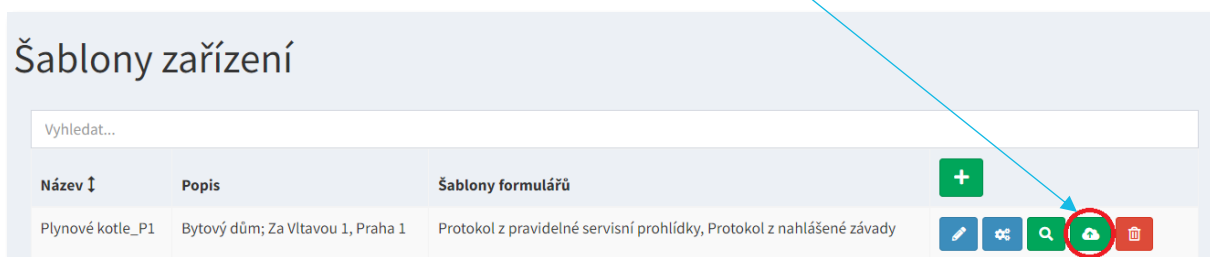 Šablony zařízení
Vyhledat...
Název Popis Šablony formulářů
Plynové kotle_P1 Bytový dům; Za Vltavou 1, Praha 1 Protokol z pravidelné servisní prohlídky, Protokol z nahlášené závady